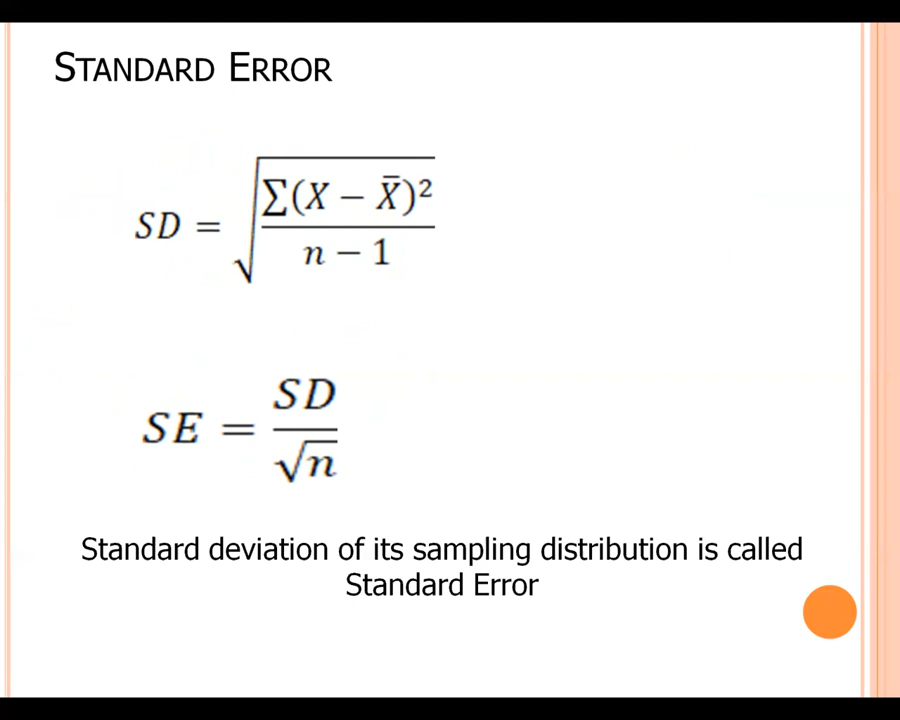 STANDARD ERROR
SD = √(∑(X − X̄)² / (n − 1))
SE = SD / √n
Standard deviation of its sampling distribution is called
Standard Error